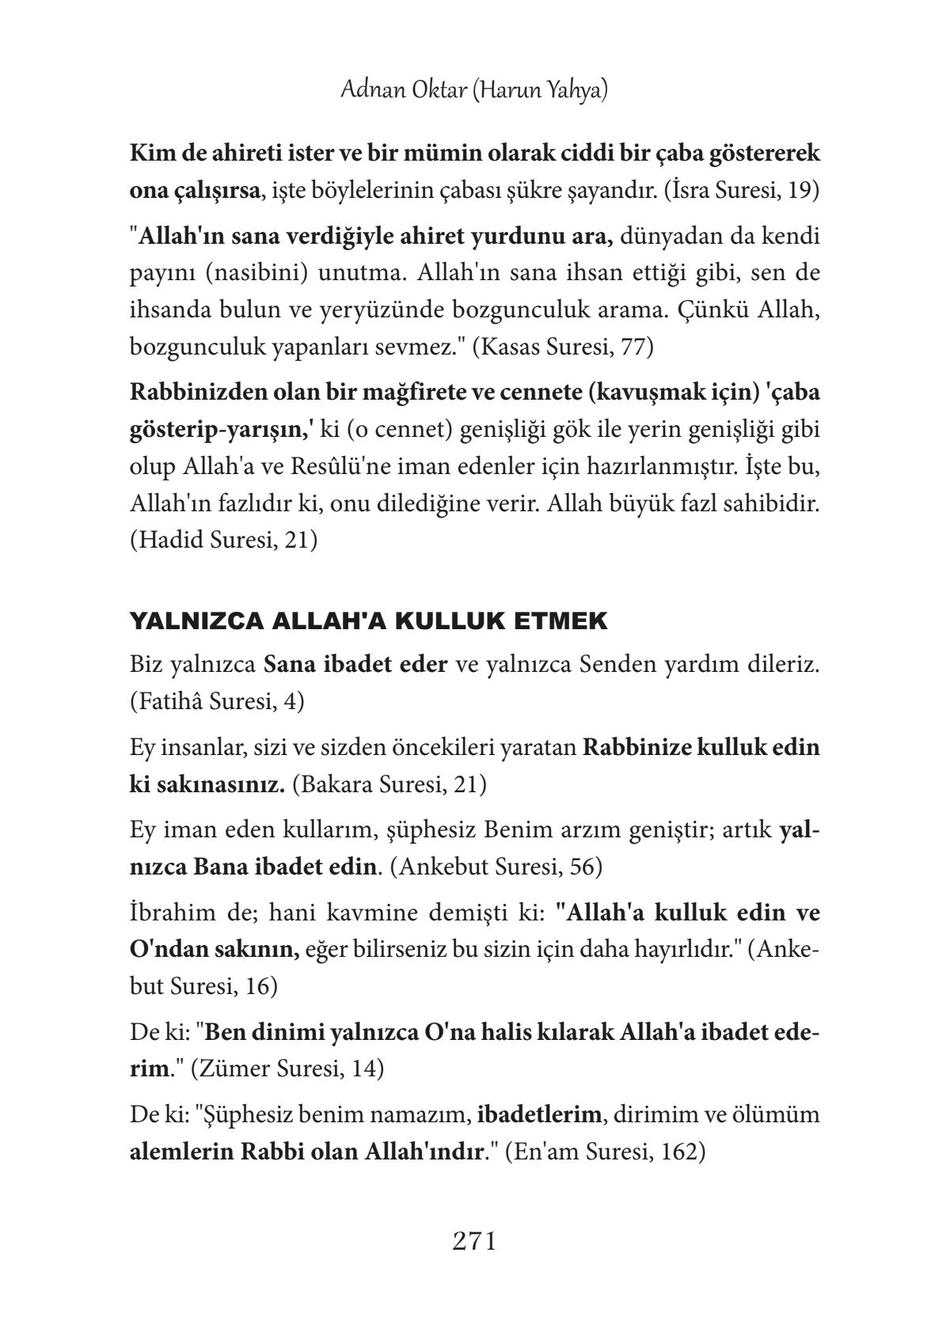 Adnan Oktar (Harun Yahya)
Kim de ahireti ister ve bir mümin olarak ciddi bir çaba göstererek
ona çalışırsa, işte böylelerinin çabası şükre şayandır. (İsra Suresi, 19)
"Allah'ın sana verdiğiyle ahiret yurdunu ara, dünyadan da kendi
payını (nasibini) unutma. Allah'ın sana ihsan ettiği gibi, sen de
ihsanda bulun ve yeryüzünde bozgunculuk arama. Çünkü Allah,
bozgunculuk yapanları sevmez." (Kasas Suresi, 77)
Rabbinizden olan bir mağfirete ve cennete (kavuşmak için) 'çaba
gösterip-yarışın,' ki (o cennet) genişliği gök ile yerin genişliği gibi
olup Allah'a ve Resûlü'ne iman edenler için hazırlanmıştır. İşte bu,
Allah'ın fazlıdır ki, onu dilediğine verir. Allah büyük fazl sahibidir.
(Hadid Suresi, 21)
YALNIZCA ALLAH'A KULLUK ETMEK
Biz yalnızca Sana ibadet eder ve yalnızca Senden yardım dileriz.
(Fatihâ Suresi, 4)
Ey insanlar, sizi ve sizden öncekileri yaratan Rabbinize kulluk edin
ki sakınasınız. (Bakara Suresi, 21)
Ey iman eden kullarım, şüphesiz Benim arzım geniştir; artık yal-
nızca Bana ibadet edin. (Ankebut Suresi, 56)
İbrahim de; hani kavmine demişti ki: "Allah'a kulluk edin ve
O'ndan sakının, eğer bilirseniz bu sizin için daha hayırlıdır." (Anke-
but Suresi, 16)
De ki: "Ben dinimi yalnızca O'na halis kılarak Allah'a ibadet ede-
rim." (Zümer Suresi, 14)
De ki: "Şüphesiz benim namazım, ibadetlerim, dirimim ve ölümüm
alemlerin Rabbi olan Allah'ındır." (En'am Suresi, 162)
271